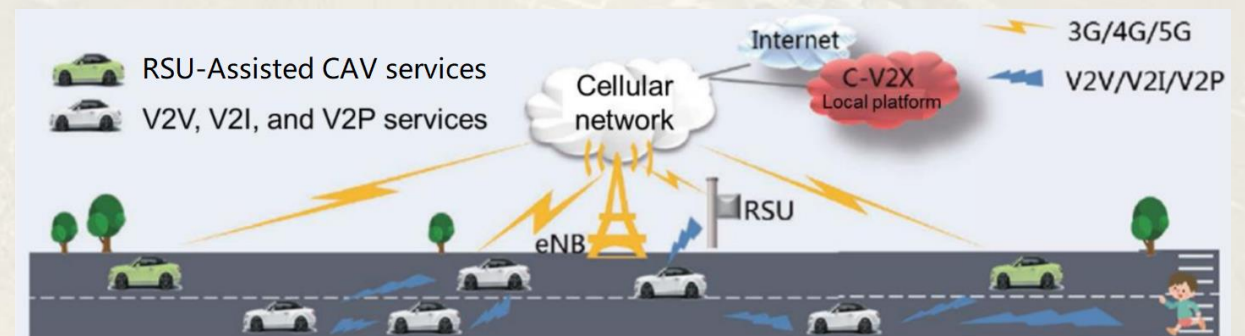 RSU-Assisted CAV services
V2V, V2I, and V2P services
Cellular
network
Internet
C-V2X
Local platform
3G/4G/5G
V2V/V2I/V2P
eNB
RSU